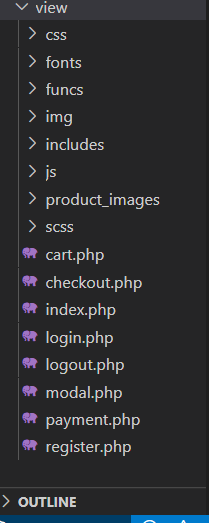 view
css
fonts
funcs
img
includes
js
product_images
scss
cart.php
checkout.php
index.php
login.php
logout.php
modal.php
payment.php
register.php
OUTLINE